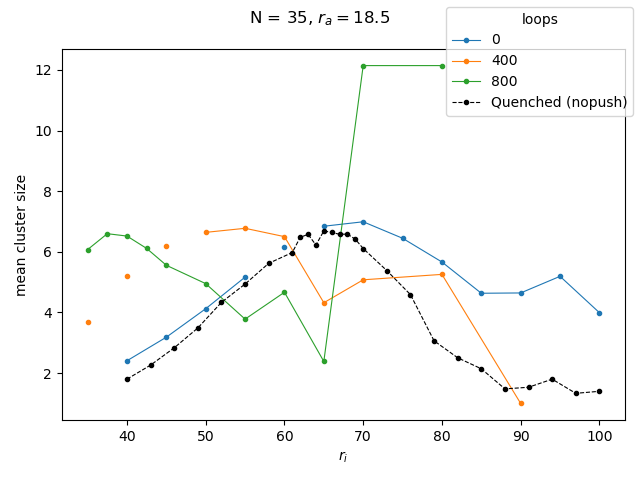 N = 35, $r_a = 18.5$
loops
0
400
800
Quenched (nopush)
mean cluster size
12
10
8
6
4
2
40 50 60 70 80 90 100
$r_i$